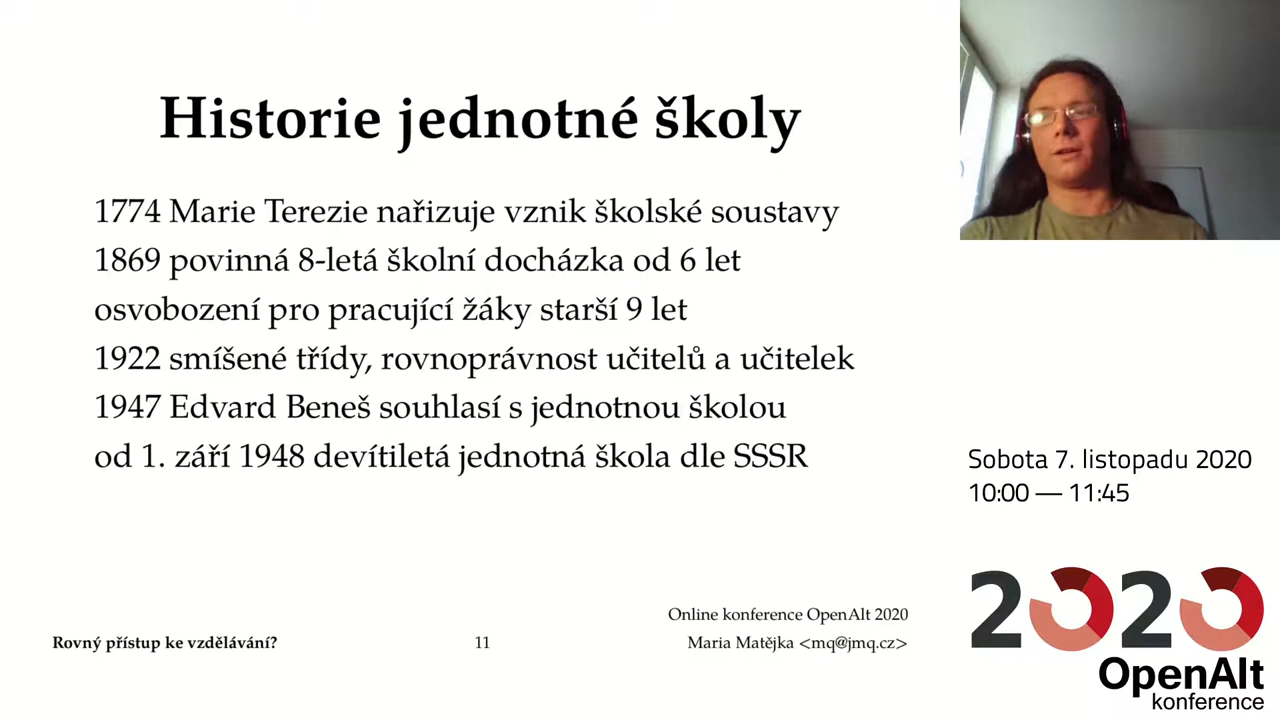 Historie jednotné školy
1774 Marie Terezie nařizuje vznik školské soustavy
1869 povinná 8-letá školní docházka od 6 let
osvobození pro pracující žáky starší 9 let
1922 smíšené třídy, rovnoprávnost učitelů a učitelek
1947 Edvard Beneš souhlasí s jednotnou školou
od 1. září 1948 devítiletá jednotná škola dle SSSR
Online konference OpenAlt 2020
Rovný přístup ke vzdělávání?
11
Maria Matějka <mq@jmq.cz>
Sobota 7. listopadu 2020
10:00 — 11:45
2020
OpenAlt
konference